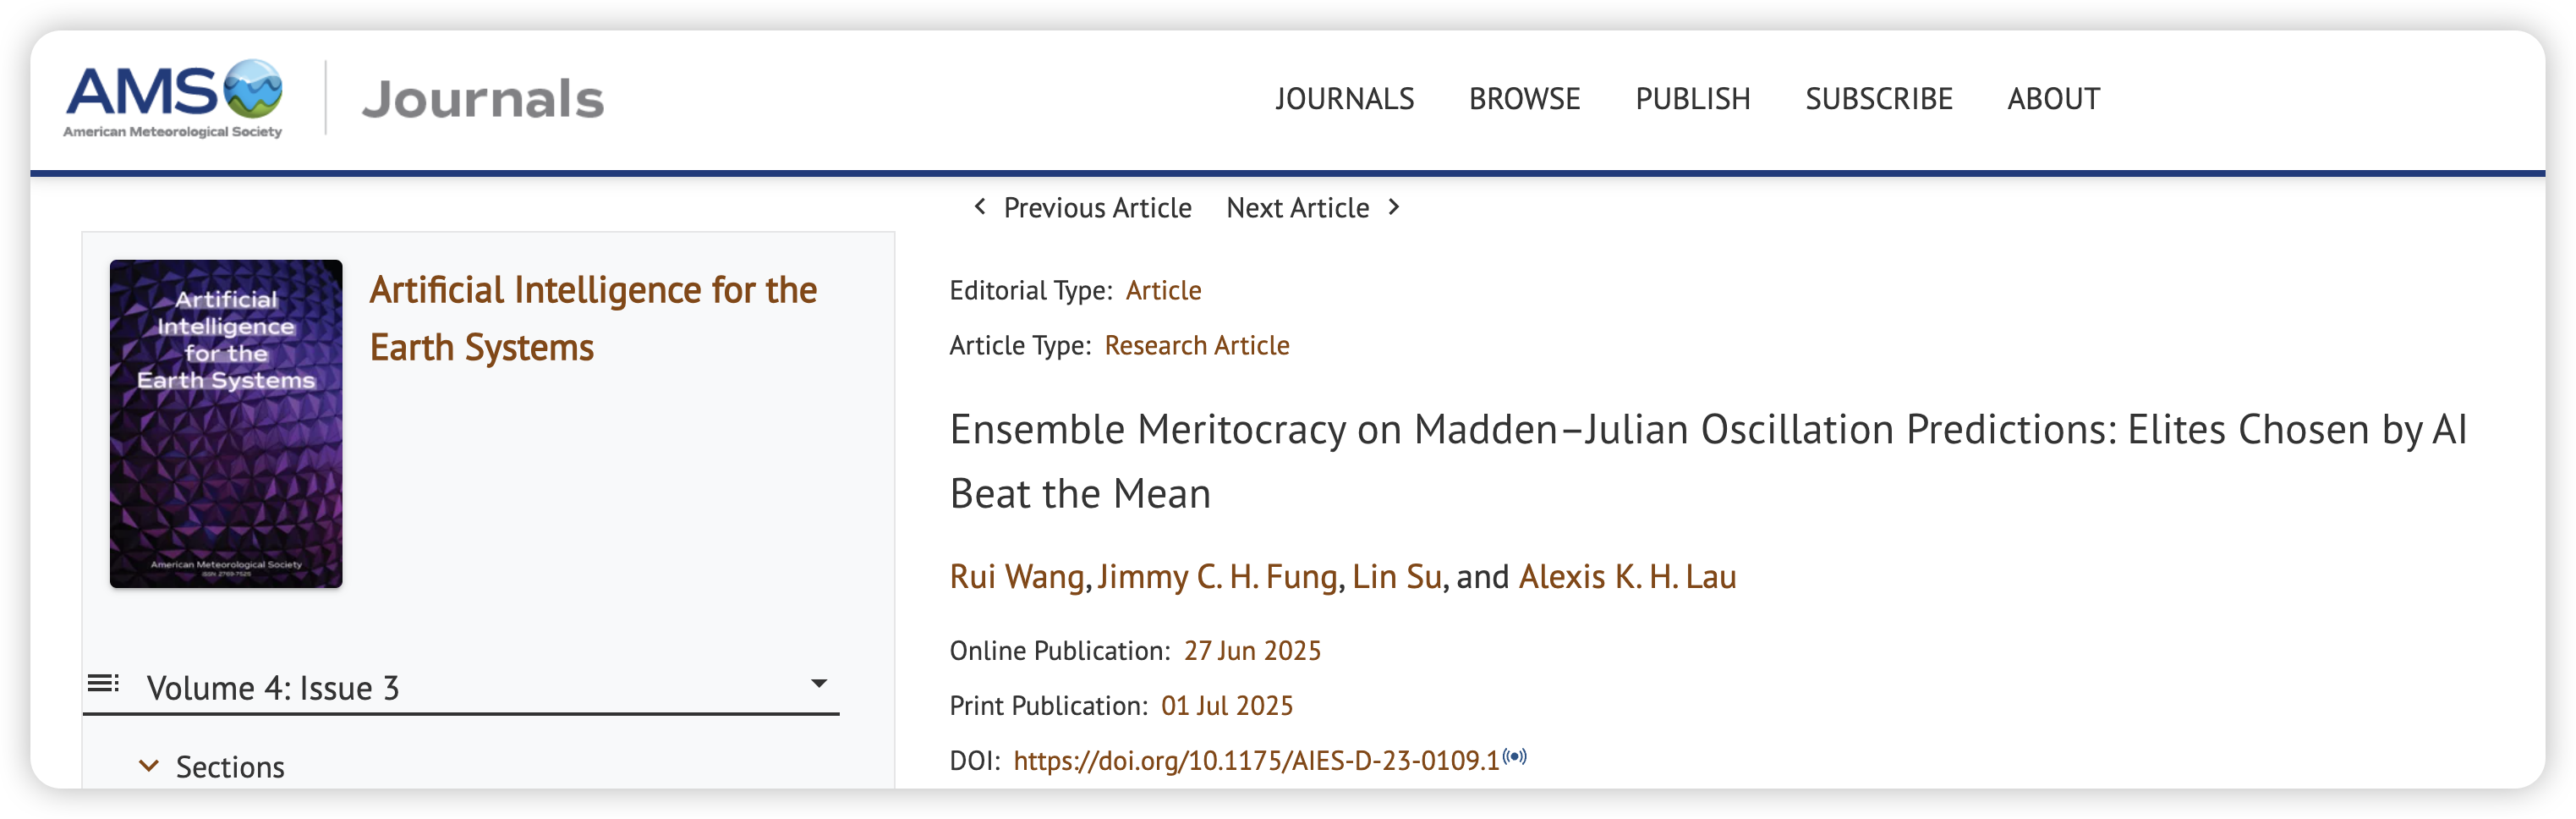 AMS
American Meteorological Society
Journals
JOURNALS BROWSE PUBLISH SUBSCRIBE ABOUT
Previous Article Next Article
Artificial
Intelligence
for the
Earth Systems
American Meteorological Society
ISSN 2769-7525
Artificial Intelligence for the
Earth Systems
Volume 4: Issue 3
Sections
Editorial Type: Article
Article Type: Research Article
Ensemble Meritocracy on Madden–Julian Oscillation Predictions: Elites Chosen by AI
Beat the Mean
Rui Wang, Jimmy C. H. Fung, Lin Su, and Alexis K. H. Lau
Online Publication: 27 Jun 2025
Print Publication: 01 Jul 2025
DOI: https://doi.org/10.1175/AIES-D-23-0109.1